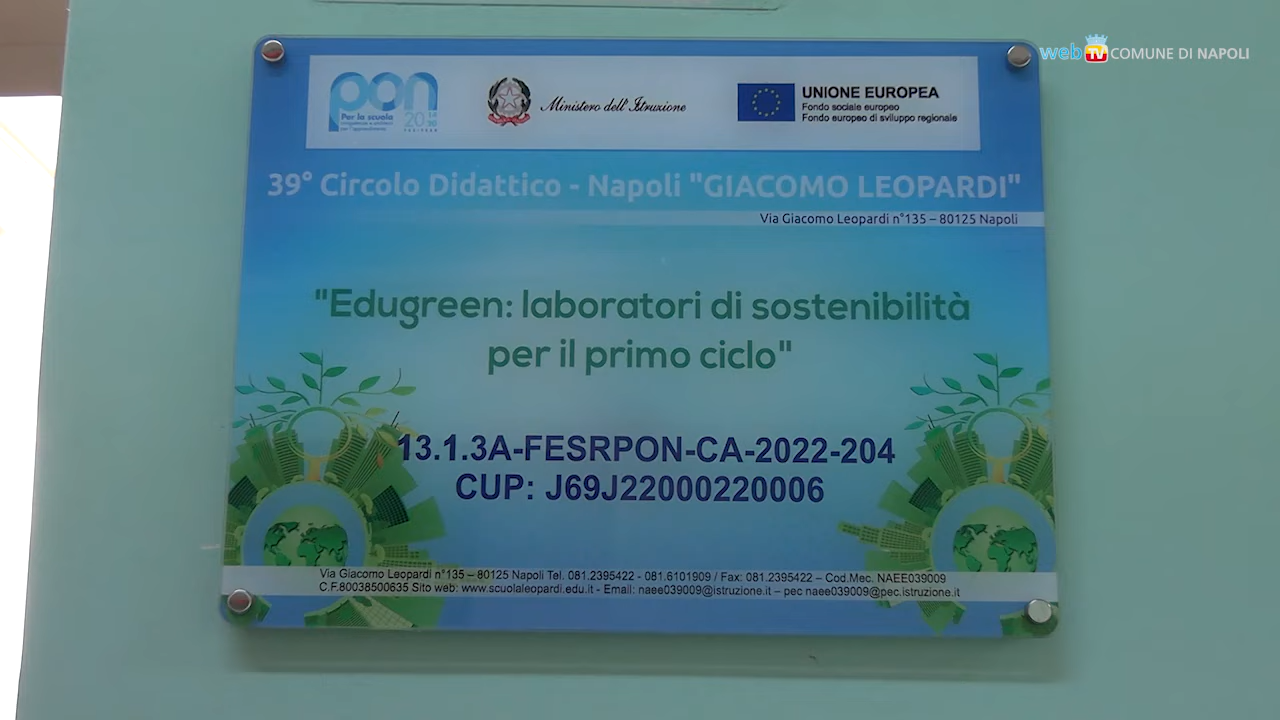 web TV COMUNE DI NAPOLI
pon
Per la scuola
competenze e ambienti
per l'apprendimento
2014
20
Ministero dell'Istruzione
UNIONE EUROPEA
Fondo sociale europeo
Fondo europeo di sviluppo regionale
39° Circolo Didattico - Napoli "GIACOMO LEOPARDI"
Via Giacomo Leopardi n°135 – 80125 Napoli
"Edugreen: laboratori di sostenibilità
per il primo ciclo"
13.1.3A-FESRPON-CA-2022-204
CUP: J69J22000220006
Via Giacomo Leopardi n°135 – 80125 Napoli Tel. 081.2395422 - 081.6101909 / Fax: 081.2395422 – Cod.Mec. NAEE039009
C.F.80038500635 Sito web: www.scuolaleopardi.edu.it - Email: naee039009@istruzione.it – pec naee039009@pec.istruzione.it